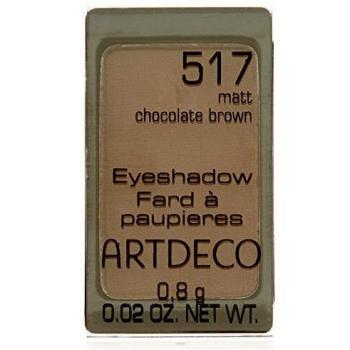 517
matt
chocolate brown
Eyeshadow
Fard à
paupieres
ARTDECO
0,8 g
0.02 OZ. NET WT.